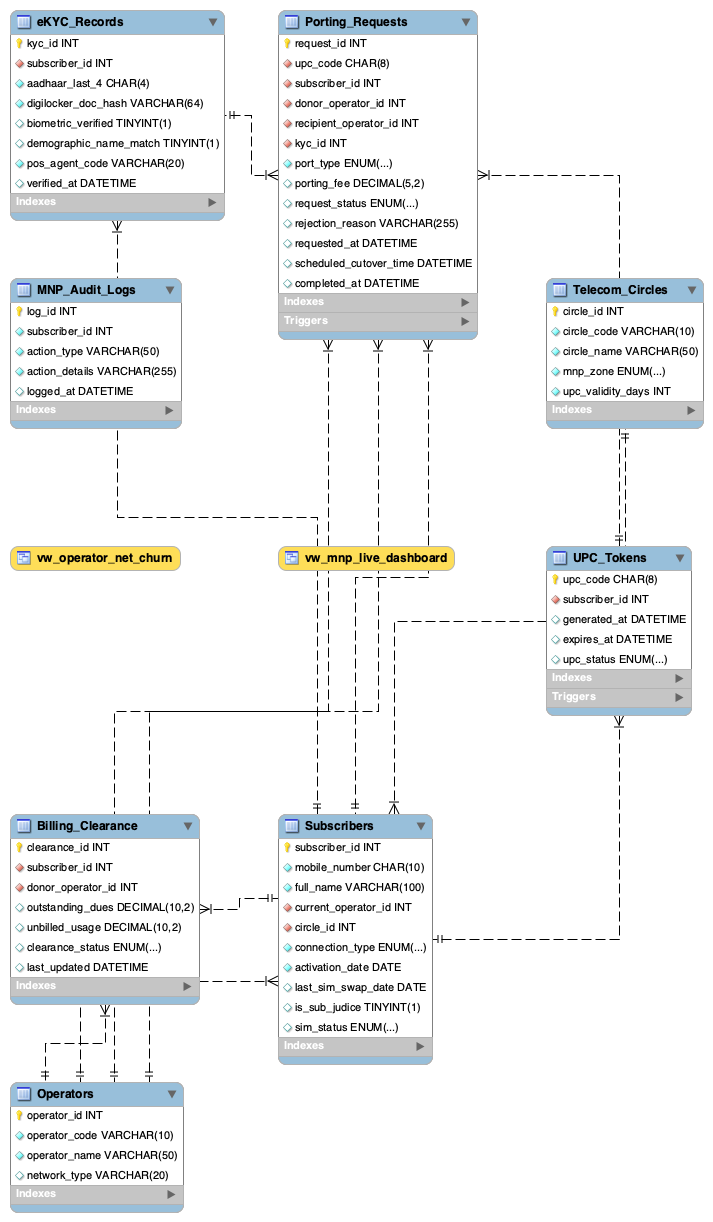 eKYC_Records
kyc_id INT
subscriber_id INT
aadhaar_last_4 CHAR(4)
digilocker_doc_hash VARCHAR(64)
biometric_verified TINYINT(1)
demographic_name_match TINYINT(1)
pos_agent_code VARCHAR(20)
verified_at DATETIME
Indexes
Porting_Requests
request_id INT
upc_code CHAR(8)
subscriber_id INT
donor_operator_id INT
recipient_operator_id INT
kyc_id INT
port_type ENUM(...)
porting_fee DECIMAL(5,2)
request_status ENUM(...)
rejection_reason VARCHAR(255)
requested_at DATETIME
scheduled_cutover_time DATETIME
completed_at DATETIME
Indexes
Triggers
MNP_Audit_Logs
log_id INT
subscriber_id INT
action_type VARCHAR(50)
action_details VARCHAR(255)
logged_at DATETIME
Indexes
Telecom_Circles
circle_id INT
circle_code VARCHAR(10)
circle_name VARCHAR(50)
mnp_zone ENUM(...)
upc_validity_days INT
Indexes
vw_operator_net_churn
vw_mnp_live_dashboard
UPC_Tokens
upc_code CHAR(8)
subscriber_id INT
generated_at DATETIME
expires_at DATETIME
upc_status ENUM(...)
Indexes
Triggers
Billing_Clearance
clearance_id INT
subscriber_id INT
donor_operator_id INT
outstanding_dues DECIMAL(10,2)
unbilled_usage DECIMAL(10,2)
clearance_status ENUM(...)
last_updated DATETIME
Indexes
Subscribers
subscriber_id INT
mobile_number CHAR(10)
full_name VARCHAR(100)
current_operator_id INT
circle_id INT
connection_type ENUM(...)
activation_date DATE
last_sim_swap_date DATE
is_sub_judice TINYINT(1)
sim_status ENUM(...)
Indexes
Operators
operator_id INT
operator_code VARCHAR(10)
operator_name VARCHAR(50)
network_type VARCHAR(20)
Indexes